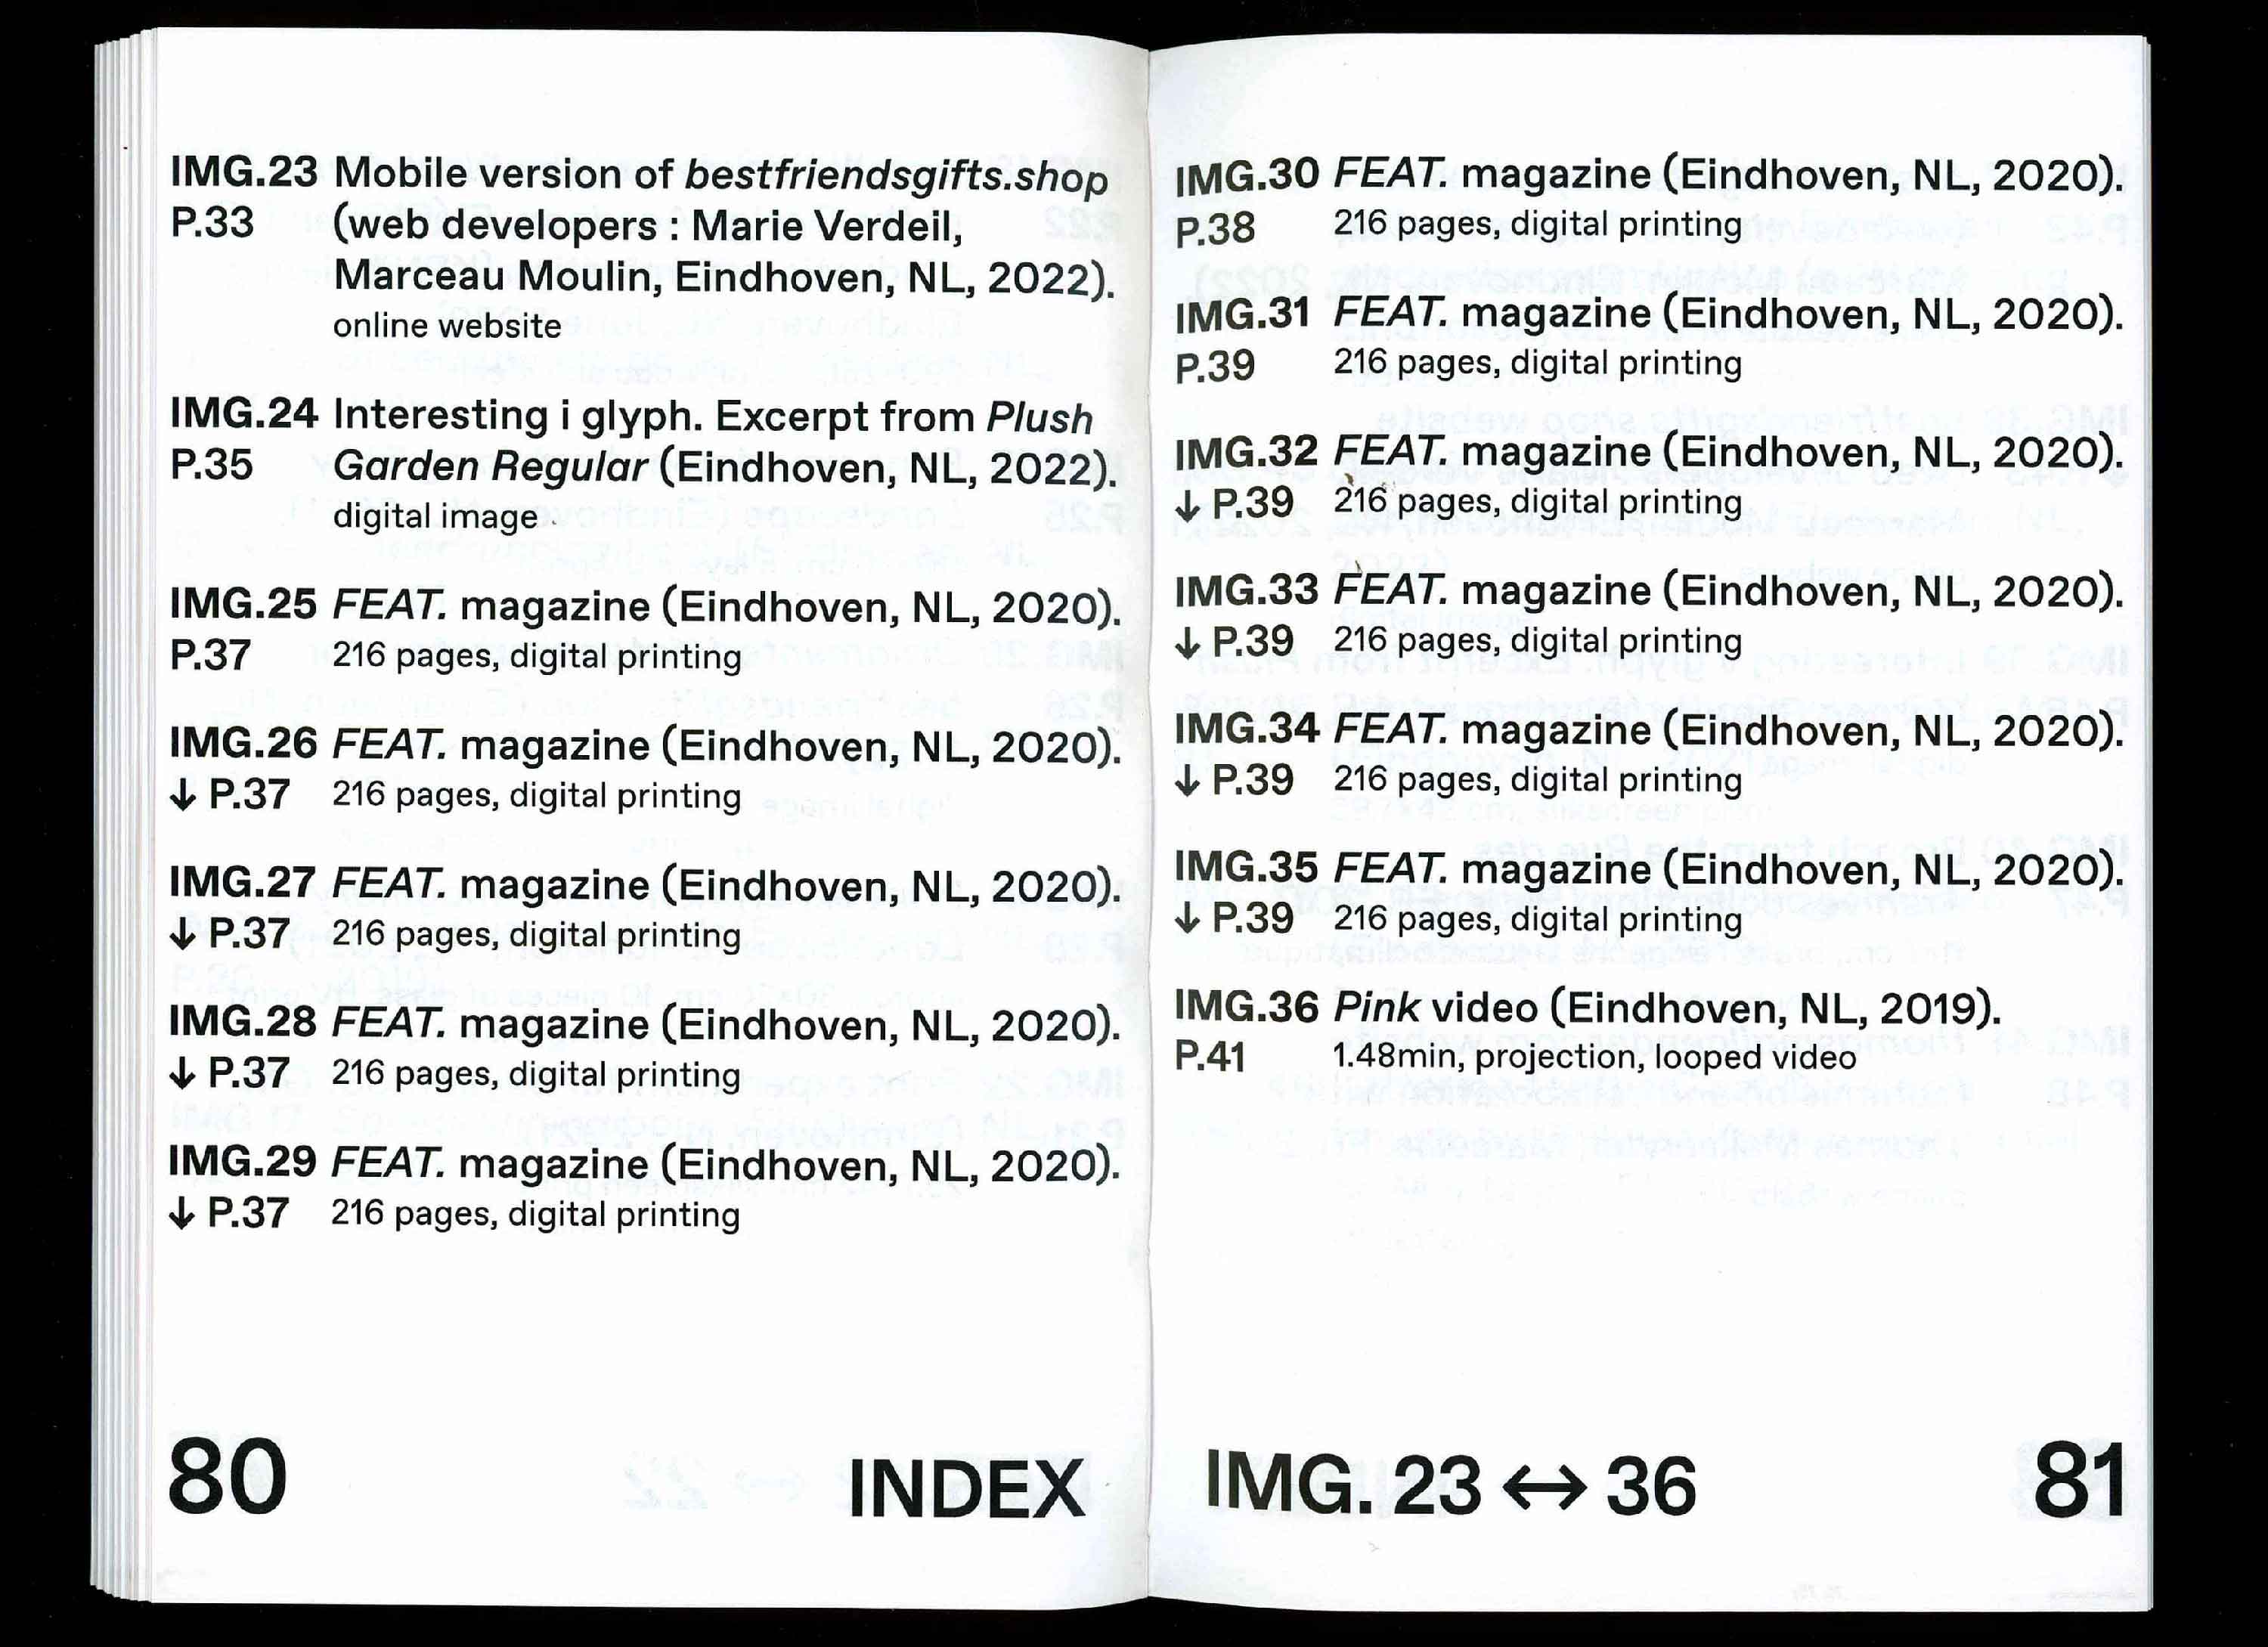 IMG.23 Mobile version of bestfriendsgifts.shop
P.33 (web developers : Marie Verdeil,
Marceau Moulin, Eindhoven, NL, 2022).
online website
IMG.24 Interesting i glyph. Excerpt from Plush
P.35 Garden Regular (Eindhoven, NL, 2022).
digital image
IMG.25 FEAT. magazine (Eindhoven, NL, 2020).
P.37 216 pages, digital printing
IMG.26 FEAT. magazine (Eindhoven, NL, 2020).
↓ P.37 216 pages, digital printing
IMG.27 FEAT. magazine (Eindhoven, NL, 2020).
↓ P.37 216 pages, digital printing
IMG.28 FEAT. magazine (Eindhoven, NL, 2020).
↓ P.37 216 pages, digital printing
IMG.29 FEAT. magazine (Eindhoven, NL, 2020).
↓ P.37 216 pages, digital printing
80 INDEX
IMG.30 FEAT. magazine (Eindhoven, NL, 2020).
P.38 216 pages, digital printing
IMG.31 FEAT. magazine (Eindhoven, NL, 2020).
P.39 216 pages, digital printing
IMG.32 FEAT. magazine (Eindhoven, NL, 2020).
↓ P.39 216 pages, digital printing
IMG.33 FEAT. magazine (Eindhoven, NL, 2020).
↓ P.39 216 pages, digital printing
IMG.34 FEAT. magazine (Eindhoven, NL, 2020).
↓ P.39 216 pages, digital printing
IMG.35 FEAT. magazine (Eindhoven, NL, 2020).
↓ P.39 216 pages, digital printing
IMG.36 Pink video (Eindhoven, NL, 2019).
P.41 1.48min, projection, looped video
IMG. 23 ↔ 36 81